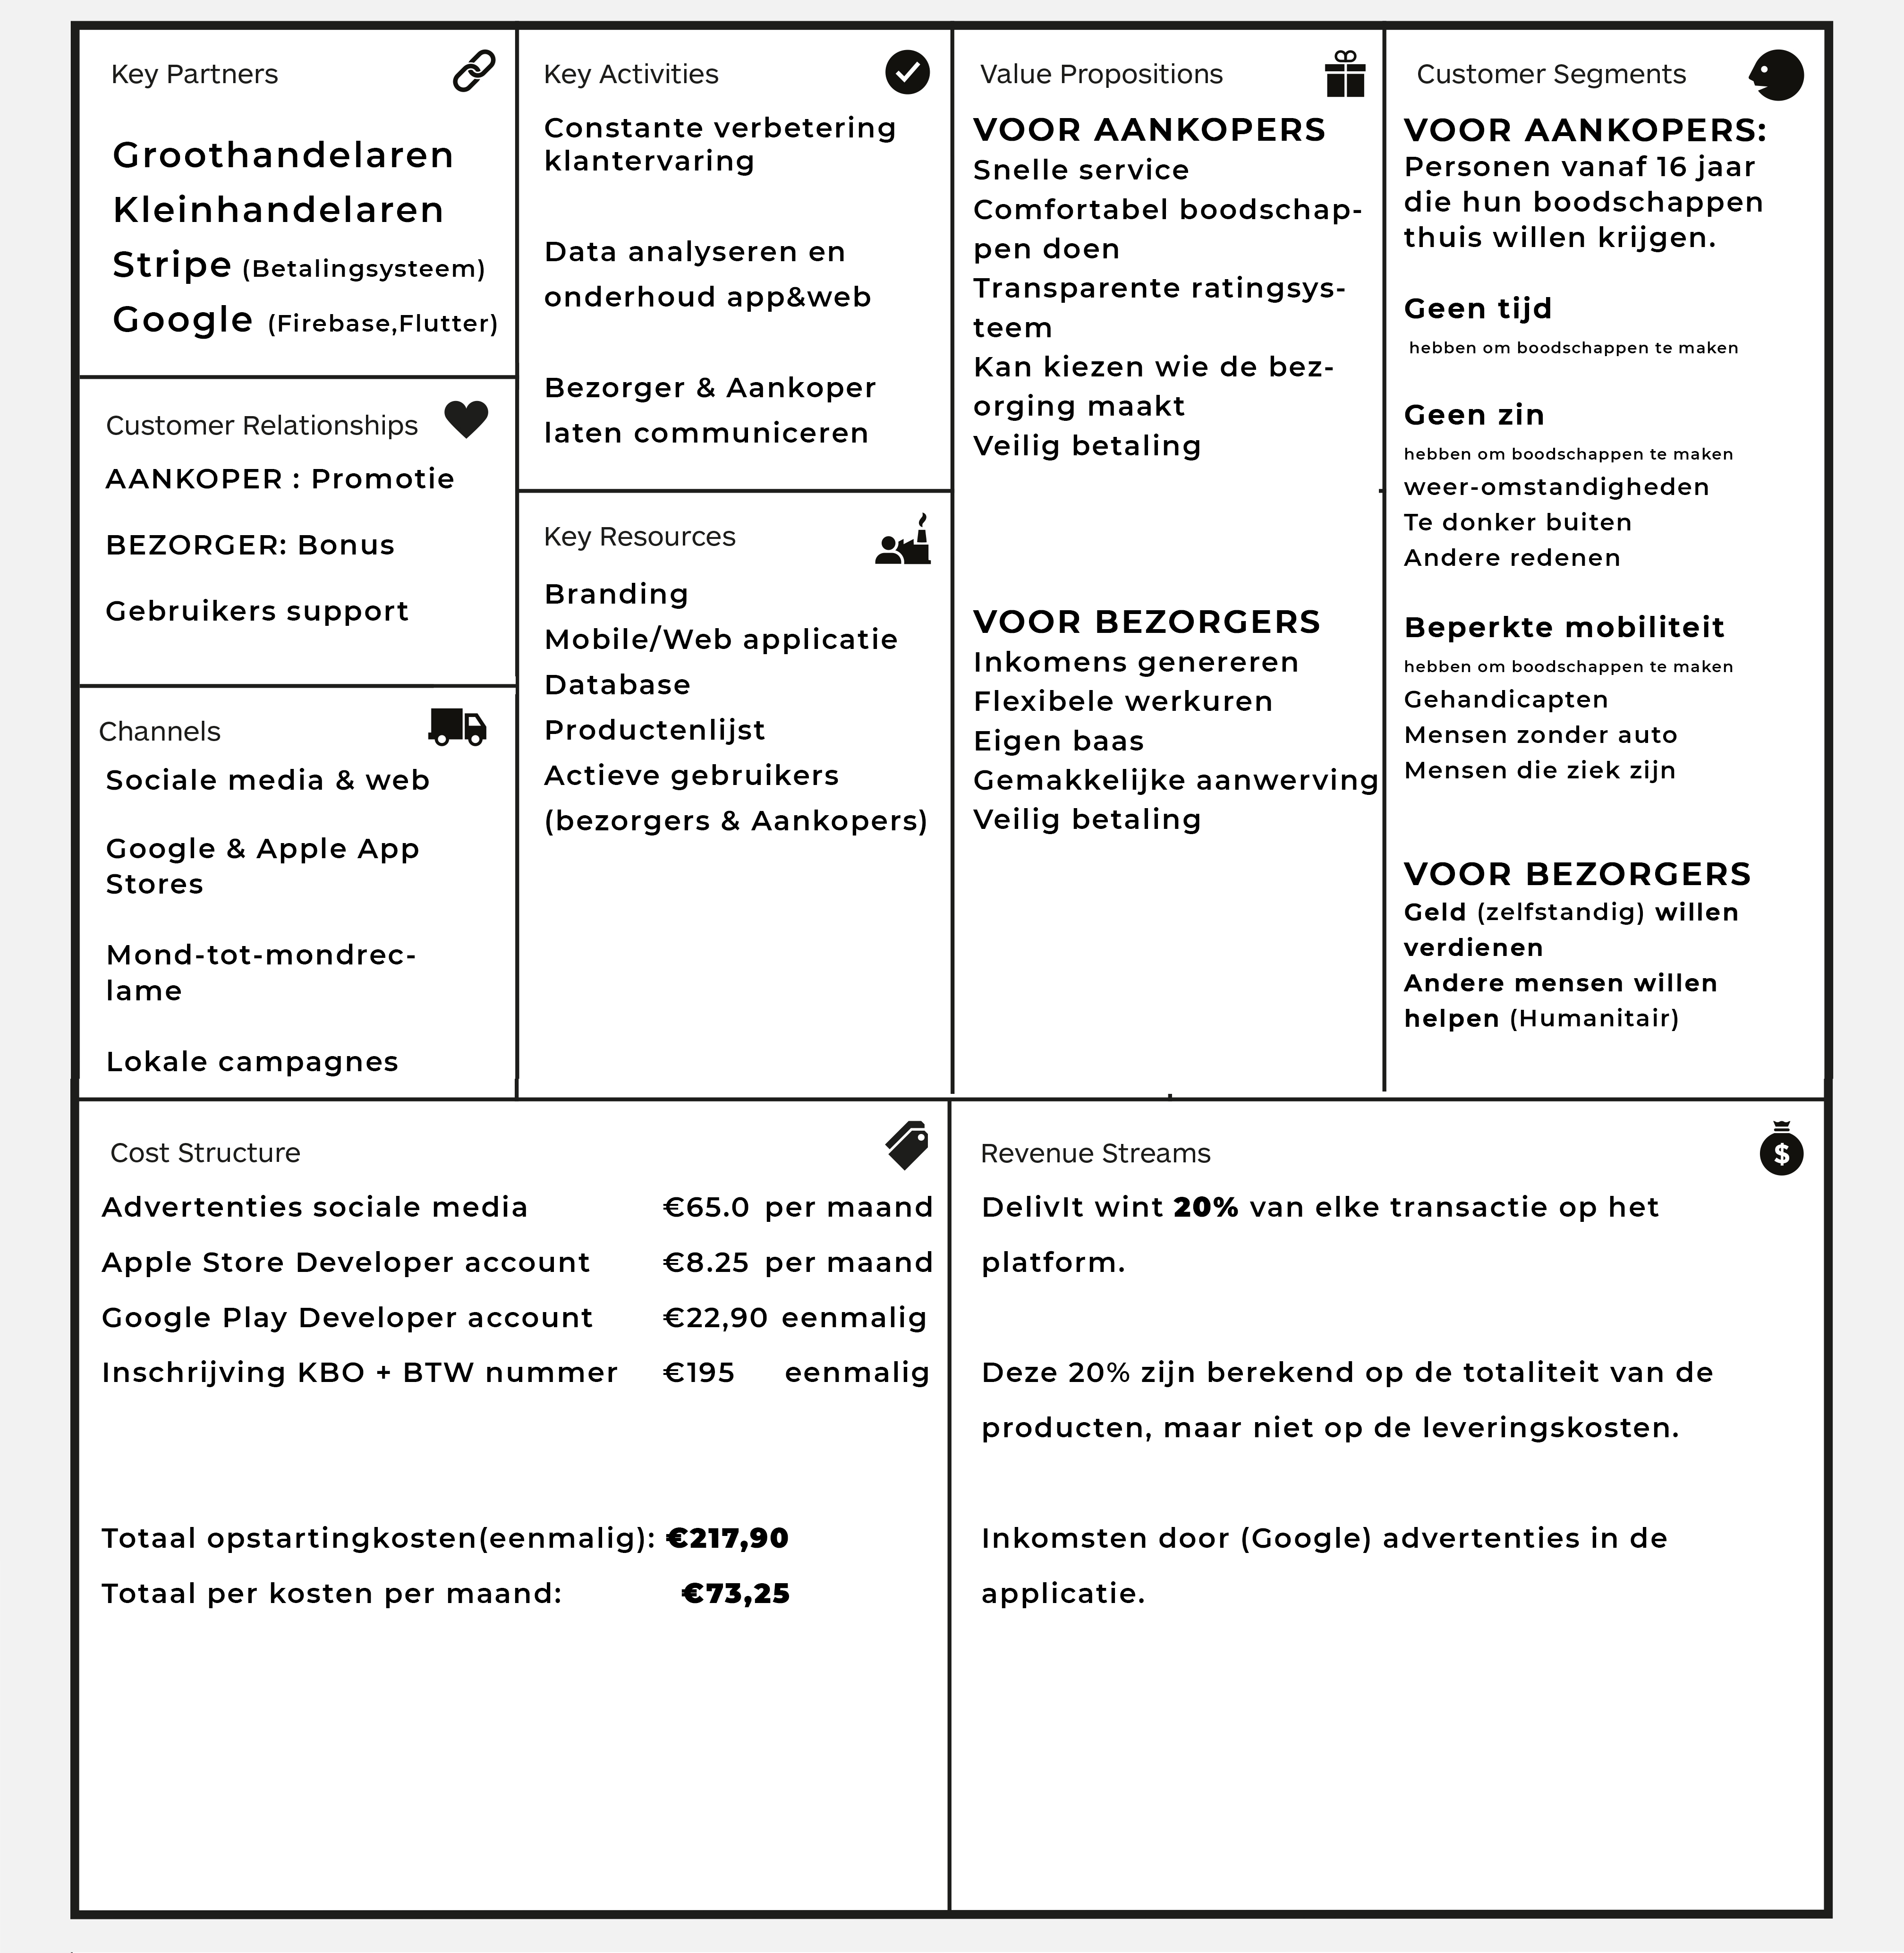 Key Partners
Groothandelaren
Kleinhandelaren
Stripe (Betalingsysteem)
Google (Firebase,Flutter)
Customer Relationships
AANKOPER : Promotie
BEZORGER: Bonus
Gebruikers support
Channels
Sociale media & web
Google & Apple App
Stores
Mond-tot-mondrec-
lame
Lokale campagnes
Key Activities
Constante verbetering
klantervaring
Data analyseren en
onderhoud app&web
Bezorger & Aankoper
laten communiceren
Key Resources
Branding
Mobile/Web applicatie
Database
Productenlijst
Actieve gebruikers
(bezorgers & Aankopers)
Value Propositions
VOOR AANKOPERS
Snelle service
Comfortabel boodschap-
pen doen
Transparente ratingsys-
teem
Kan kiezen wie de bez-
orging maakt
Veilig betaling
VOOR BEZORGERS
Inkomens genereren
Flexibele werkuren
Eigen baas
Gemakkelijke aanwerving
Veilig betaling
Customer Segments
VOOR AANKOPERS:
Personen vanaf 16 jaar
die hun boodschappen
thuis willen krijgen.
Geen tijd
hebben om boodschappen te maken
Geen zin
hebben om boodschappen te maken
weer-omstandigheden
Te donker buiten
Andere redenen
Beperkte mobiliteit
hebben om boodschappen te maken
Gehandicapten
Mensen zonder auto
Mensen die ziek zijn
VOOR BEZORGERS
Geld (zelfstandig) willen
verdienen
Andere mensen willen
helpen (Humanitair)
Cost Structure
Advertenties sociale media €65.0 per maand
Apple Store Developer account €8.25 per maand
Google Play Developer account €22,90 eenmalig
Inschrijving KBO + BTW nummer €195 eenmalig
Totaal opstartingkosten(eenmalig): €217,90
Totaal per kosten per maand: €73,25
Revenue Streams
$
DelivIt wint 20% van elke transactie op het
platform.
Deze 20% zijn berekend op de totaliteit van de
producten, maar niet op de leveringskosten.
Inkomsten door (Google) advertenties in de
applicatie.